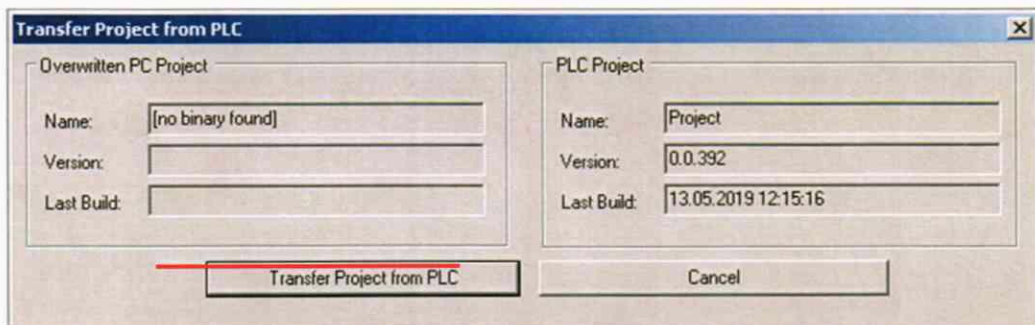 Transfer Project from PLC
Overwritten PC Project
Name: [no binary found]
Version:
Last Build:
PLC Project
Name: Project
Version: 0.0.392
Last Build: 13.05.2019 12:15:16
Transfer Project from PLC
Cancel